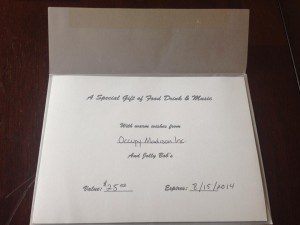 A Special Gift of Food Drink & Music
With warm wishes from
Occupy Madison Inc
And Jolly Bob's
Value: $25.00 Expires: 8/15/2014